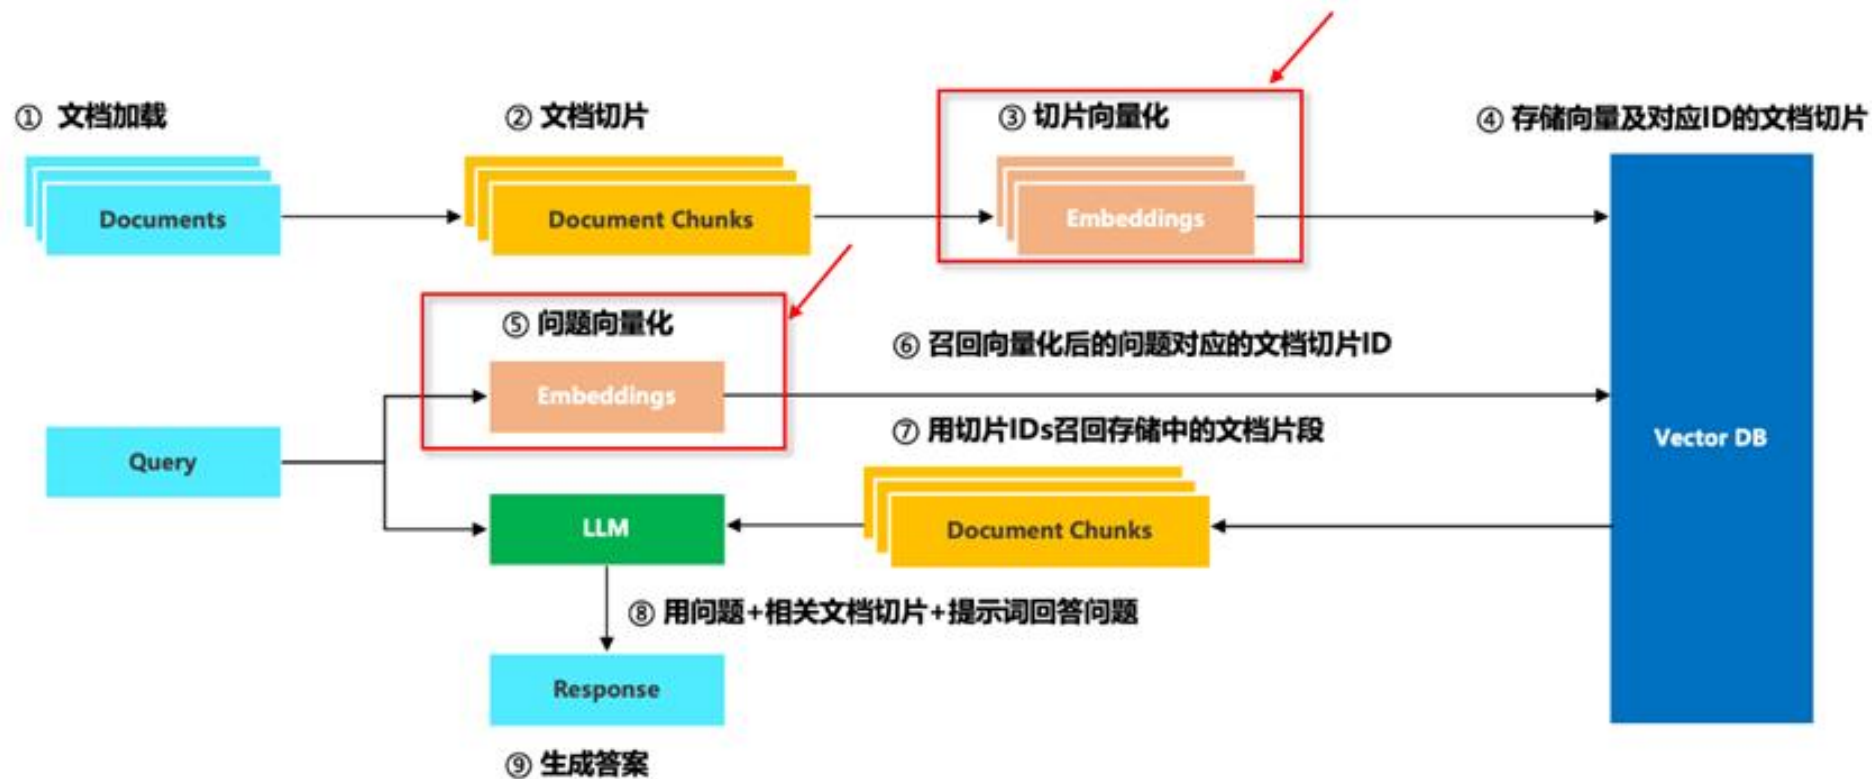 ① 文档加载
② 文档切片
③ 切片向量化
④ 存储向量及对应ID的文档切片
Documents
Document Chunks
Embeddings
⑤ 问题向量化
⑥ 召回向量化后的问题对应的文档切片ID
Embeddings
⑦ 用切片IDs召回存储中的文档片段
Vector DB
Query
LLM
Document Chunks
⑧ 用问题+相关文档切片+提示词回答问题
Response
⑨ 生成答案